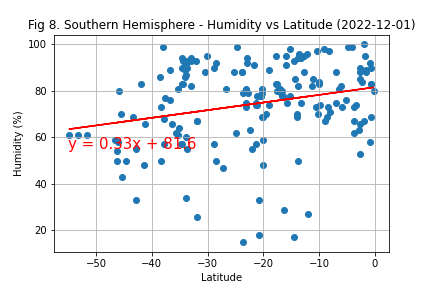 Fig 8. Southern Hemisphere - Humidity vs Latitude (2022-12-01)
100
80
60
40
20
Humidity (%)
y = 0.33x + 81.6
−50 −40 −30 −20 −10 0
Latitude